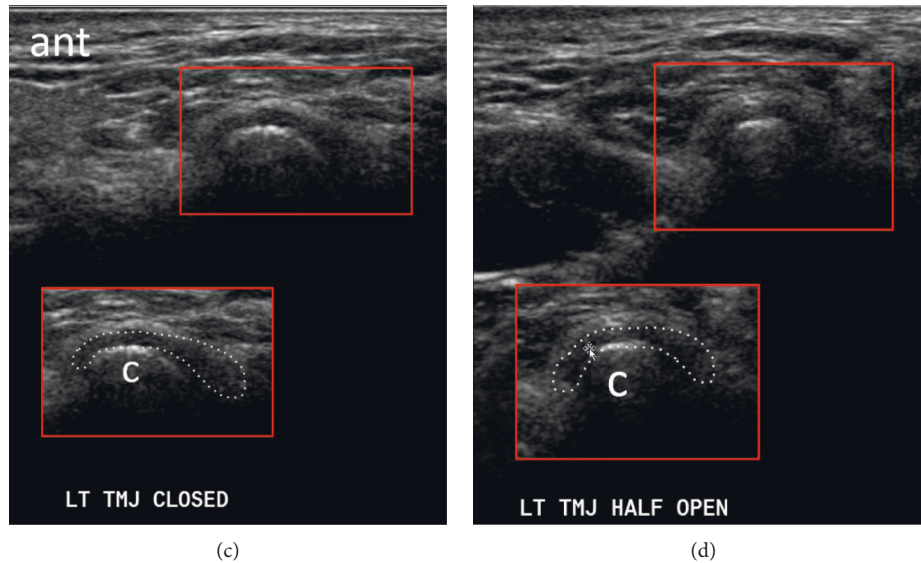 ant
C
LT TMJ CLOSED
(c)
C
LT TMJ HALF OPEN
(d)